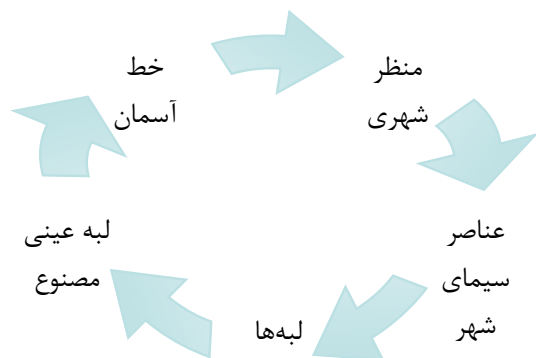 منظر
شهری
عناصر
سیمای
شهر
لبه‌ها
لبه عینی
مصنوع
خط
آسمان